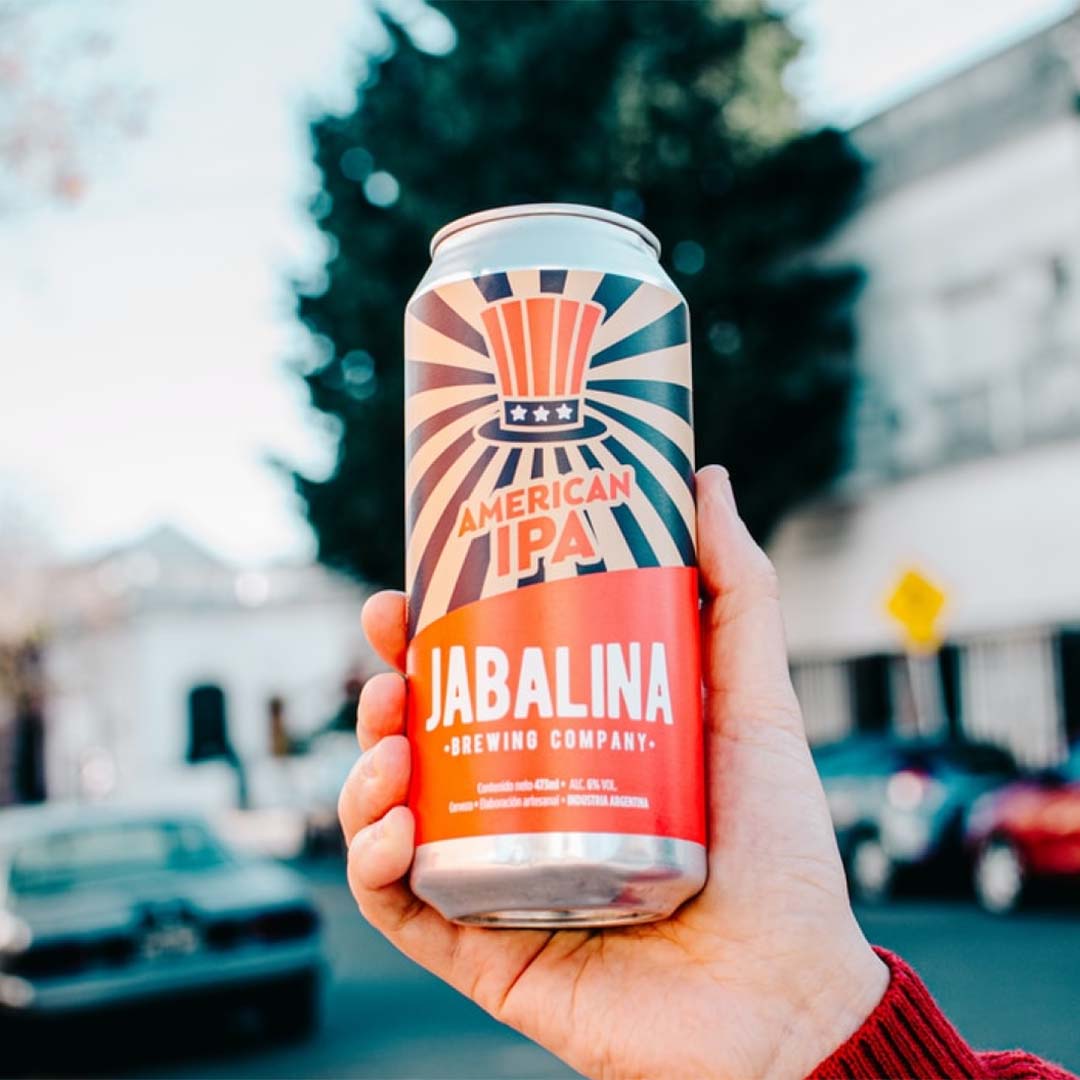 AMERICAN
IPA
JABALINA
•BREWING COMPANY•
Contenido neto 473ml • ALC. 6% VOL.
Cerveza • Elaboración artesanal • INDUSTRIA ARGENTINA